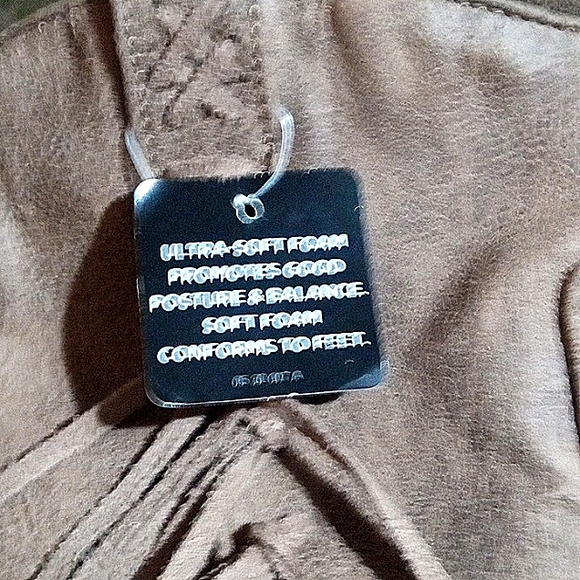 ULTRA-SOFT FOAM
PROMOTES GOOD
POSTURE & BALANCE.
SOFT FOAM
CONFORMS TO FEET.